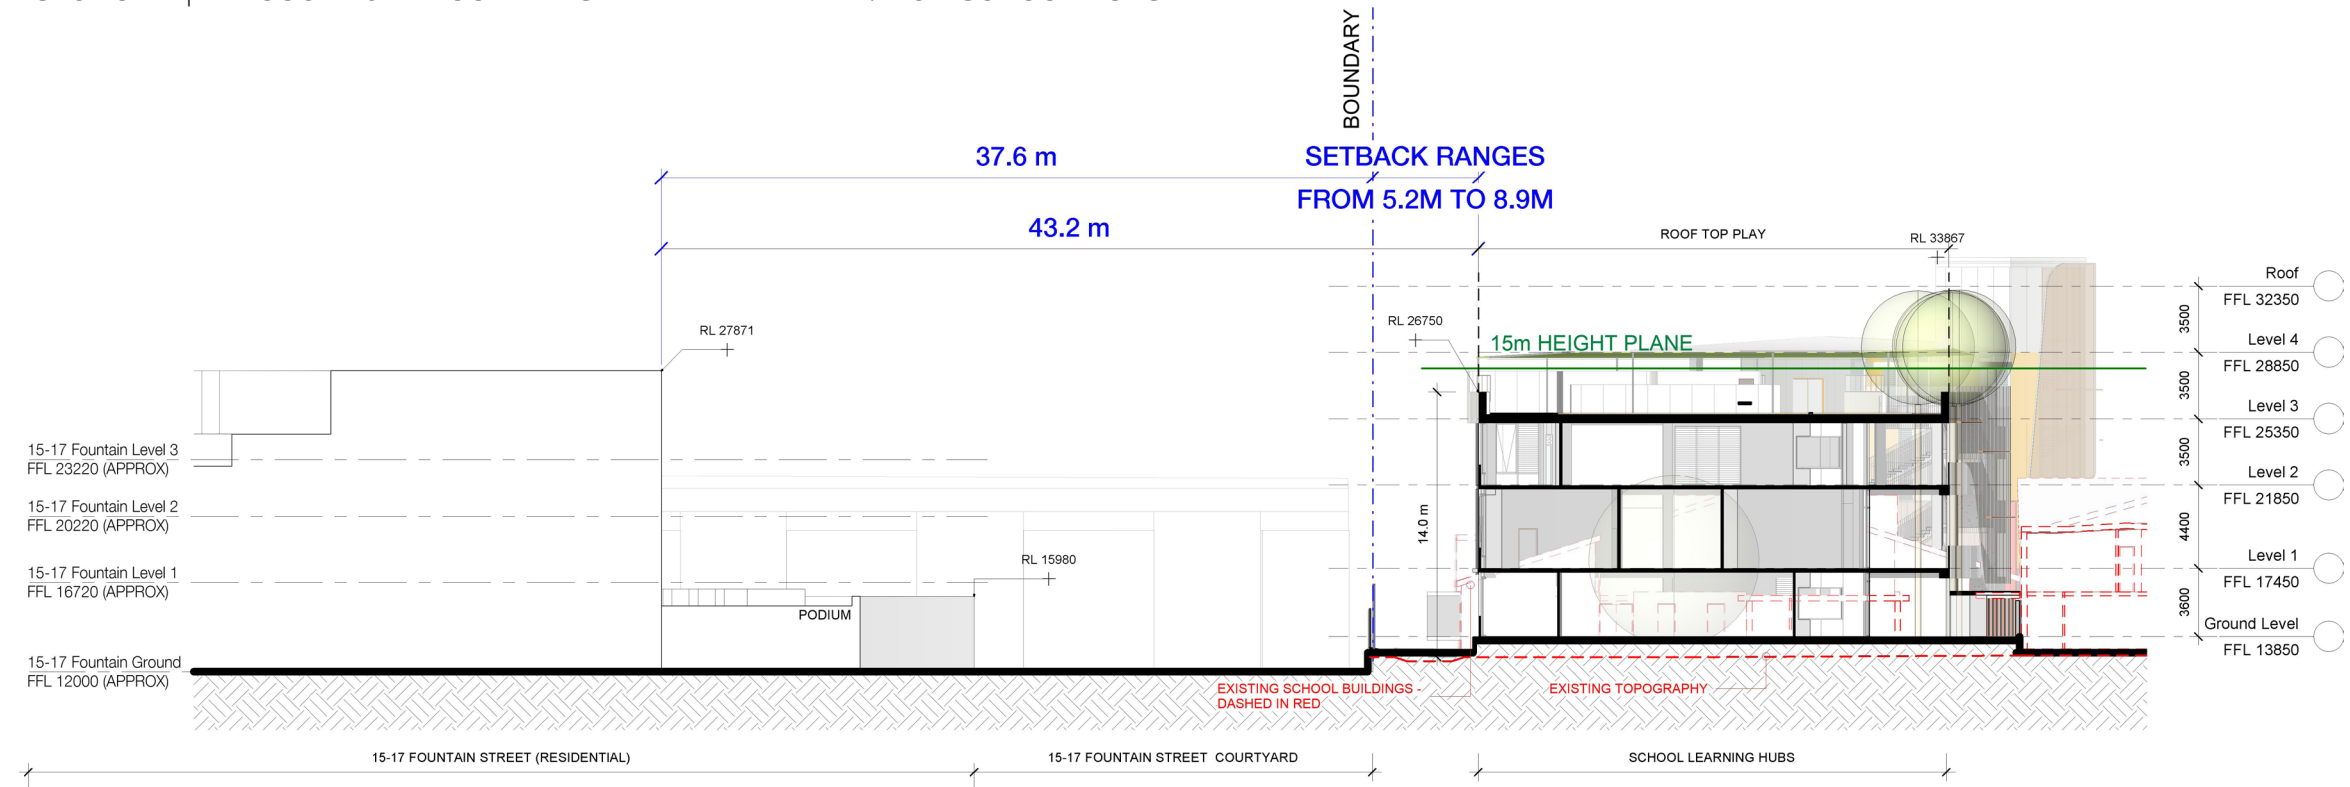 BOUNDARY
37.6 m
SETBACK RANGES
FROM 5.2M TO 8.9M
43.2 m
ROOF TOP PLAY
RL 33867
Roof
FFL 32350
3500
RL 27871
RL 26750
15m HEIGHT PLANE
Level 4
FFL 28850
3500
Level 3
FFL 25350
15-17 Fountain Level 3
FFL 23220 (APPROX)
3500
Level 2
FFL 21850
15-17 Fountain Level 2
FFL 20220 (APPROX)
14.0 m
4400
RL 15980
Level 1
FFL 17450
15-17 Fountain Level 1
FFL 16720 (APPROX)
PODIUM
3600
Ground Level
FFL 13850
15-17 Fountain Ground
FFL 12000 (APPROX)
EXISTING SCHOOL BUILDINGS -
DASHED IN RED
EXISTING TOPOGRAPHY
15-17 FOUNTAIN STREET (RESIDENTIAL)
15-17 FOUNTAIN STREET COURTYARD
SCHOOL LEARNING HUBS